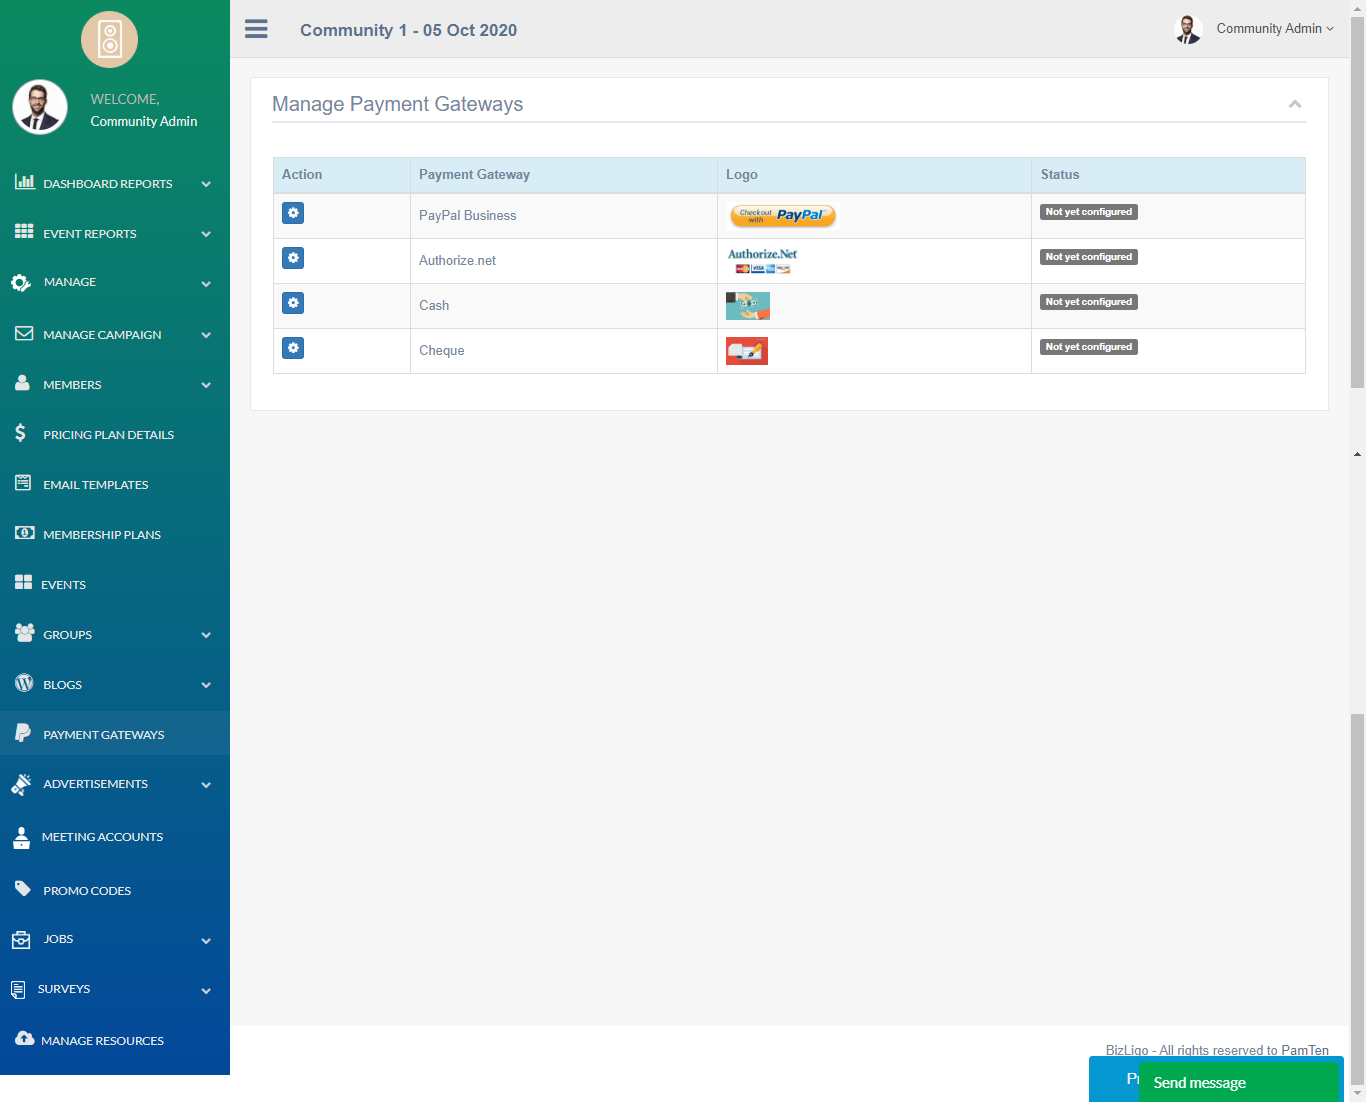 Community 1 - 05 Oct 2020
Community Admin
WELCOME,
Community Admin
DASHBOARD REPORTS
EVENT REPORTS
MANAGE
MANAGE CAMPAIGN
MEMBERS
PRICING PLAN DETAILS
EMAIL TEMPLATES
MEMBERSHIP PLANS
EVENTS
GROUPS
BLOGS
PAYMENT GATEWAYS
ADVERTISEMENTS
MEETING ACCOUNTS
PROMO CODES
JOBS
SURVEYS
MANAGE RESOURCES
Manage Payment Gateways
Action Payment Gateway Logo Status
PayPal Business Checkout with PayPal Not yet configured
Authorize.net Authorize.Net VISA Not yet configured
Cash Not yet configured
Cheque Not yet configured
BizLigo - All rights reserved to PamTen
Send message